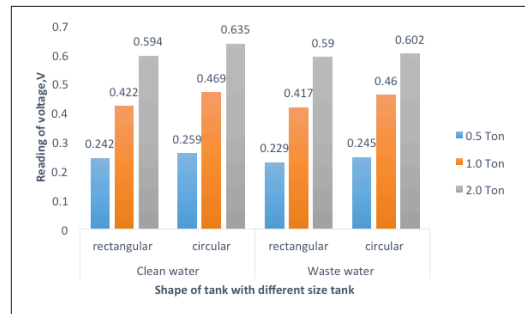 Reading of voltage,V
0.7
0.6
0.5
0.4
0.3
0.2
0.1
0
0.242
0.422
0.594
0.259
0.469
0.635
0.229
0.417
0.59
0.245
0.46
0.602
rectangular
circular
rectangular
circular
Clean water
Waste water
Shape of tank with different size tank
0.5 Ton
1.0 Ton
2.0 Ton